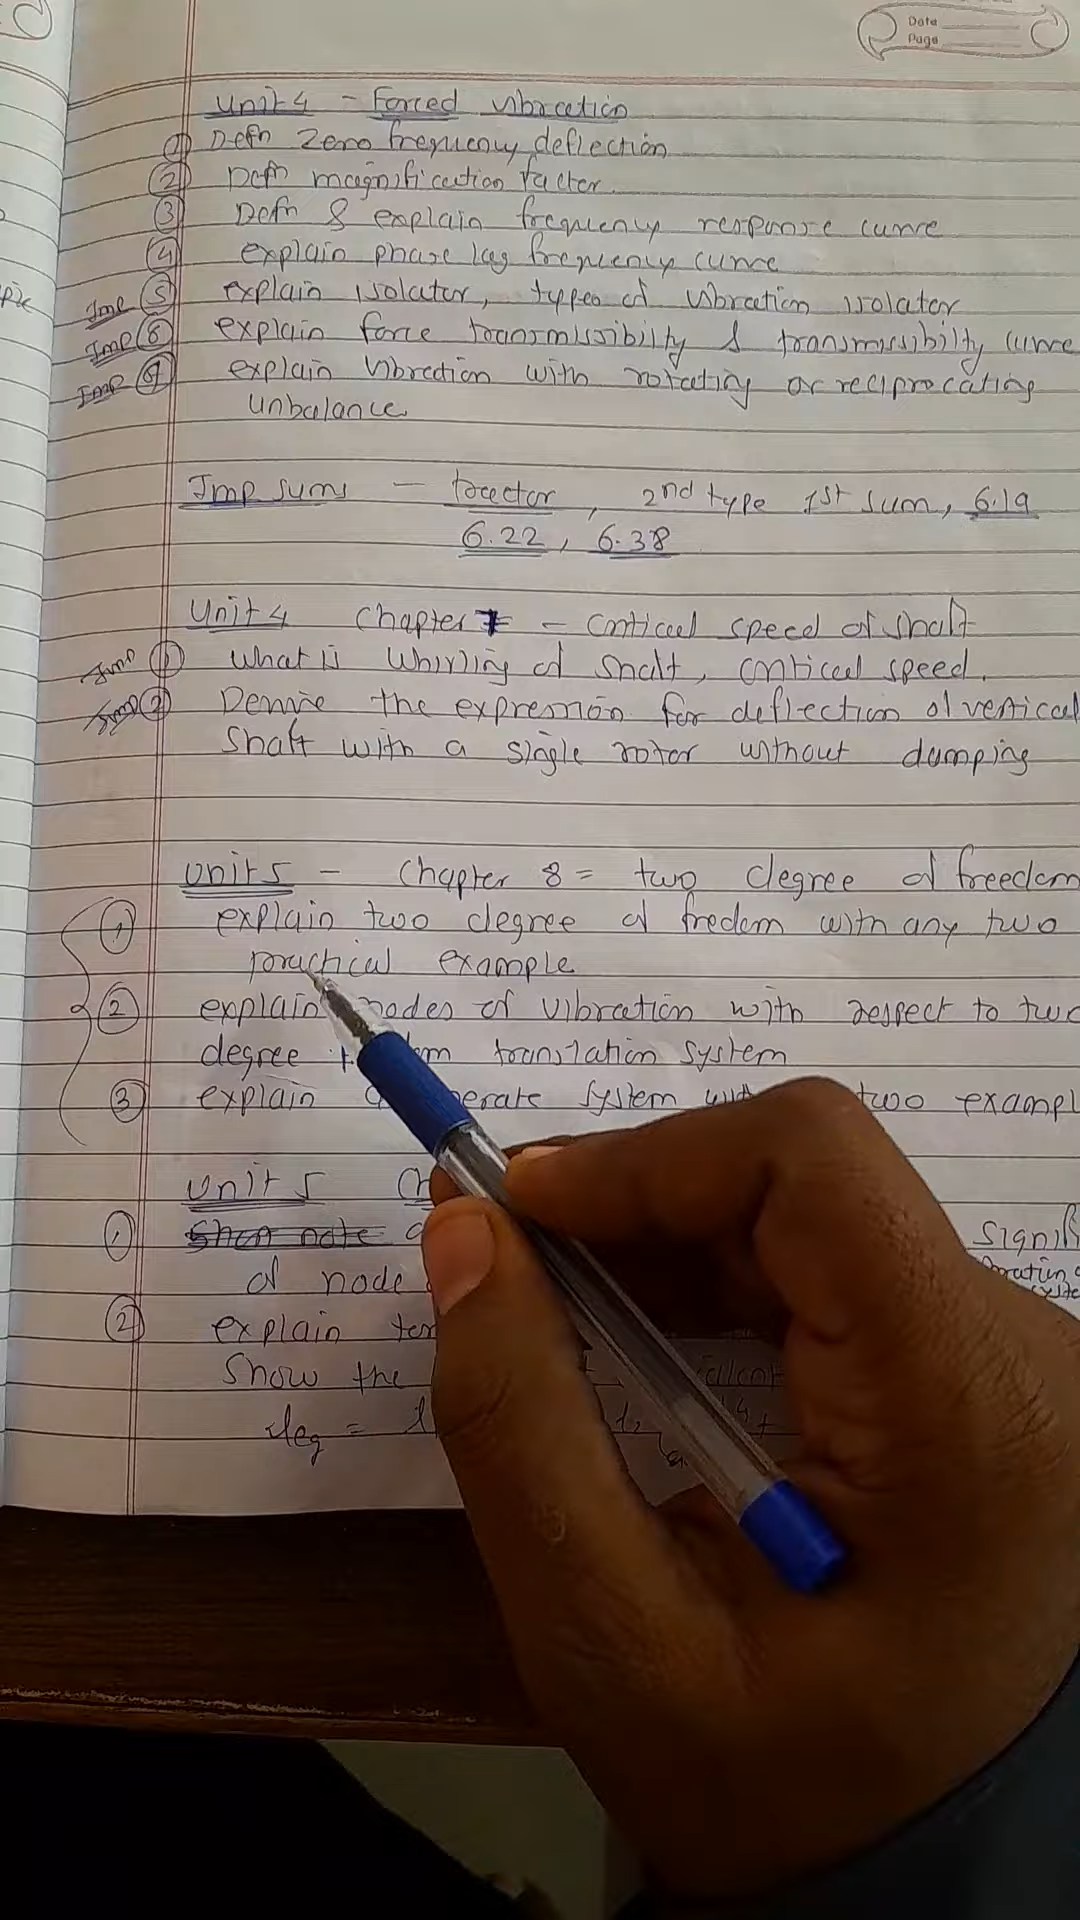 Date
Page
Unit 4 - Forced vibration
1) Defn Zero frequency deflection
2) Defn magnification factor
3) Defn & explain frequency response curve
4) explain phase lag frequency curve
Imp 5) explain isolator, types of vibration isolator
Imp 6) explain force transmissibilty & transmissibilty curve
Imp 7) explain vibration with rotating or reciprocating
unbalance
Imp sums - tractor, 2nd type 1st sum, 6.19
6.22, 6.38
Unit 4 chapter 7 - critical speed of shaft
Imp 1) what is whirling of shaft, critical speed.
Imp 2) Derive the expression for deflection of vertical
shaft with a single rotor without damping
Unit 5 - Chapter 8 = two degree of freedom
1) explain two degree of fredom with any two
practical example
2) explain modes of vibration with respect to two
degree translation system
3) explain system two exampl
Unit 5
1) Signifi
of node
2) explain
show the
leg =